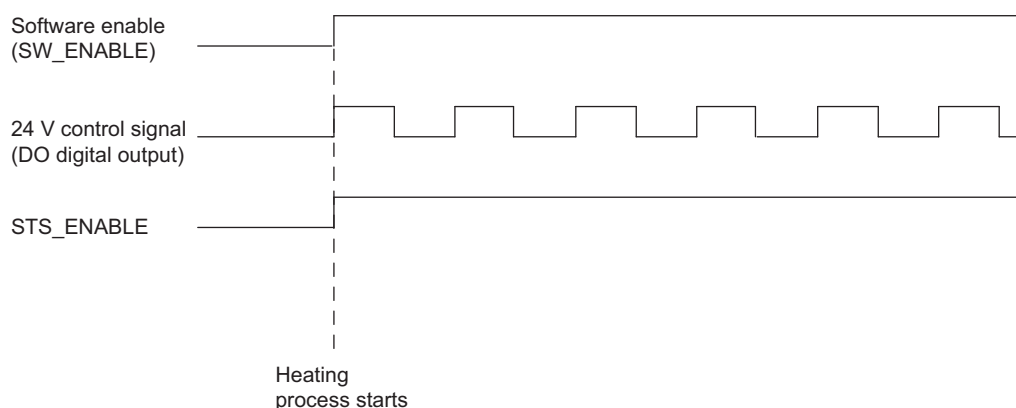 Software enable
(SW_ENABLE)
24 V control signal
(DO digital output)
STS_ENABLE
Heating
process starts